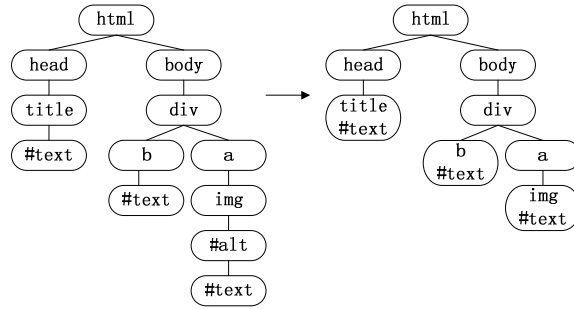 html
head
body
title
div
#text
b
a
#text
img
#alt
#text
html
head
body
title
#text
div
b
#text
a
img
#text